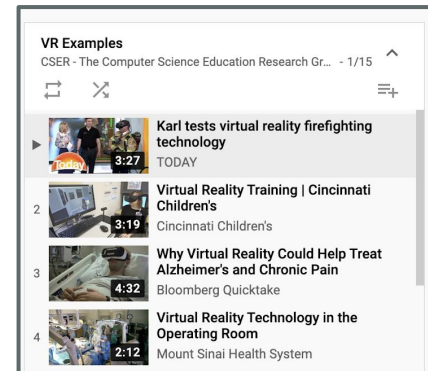 VR Examples
CSER - The Computer Science Education Research Gr... - 1/15
Karl tests virtual reality firefighting
technology
TODAY
Today
3:27
2
Virtual Reality Training | Cincinnati
Children's
Cincinnati Children's
3:19
3
Why Virtual Reality Could Help Treat
Alzheimer's and Chronic Pain
Bloomberg Quicktake
4:32
4
Virtual Reality Technology in the
Operating Room
Mount Sinai Health System
2:12